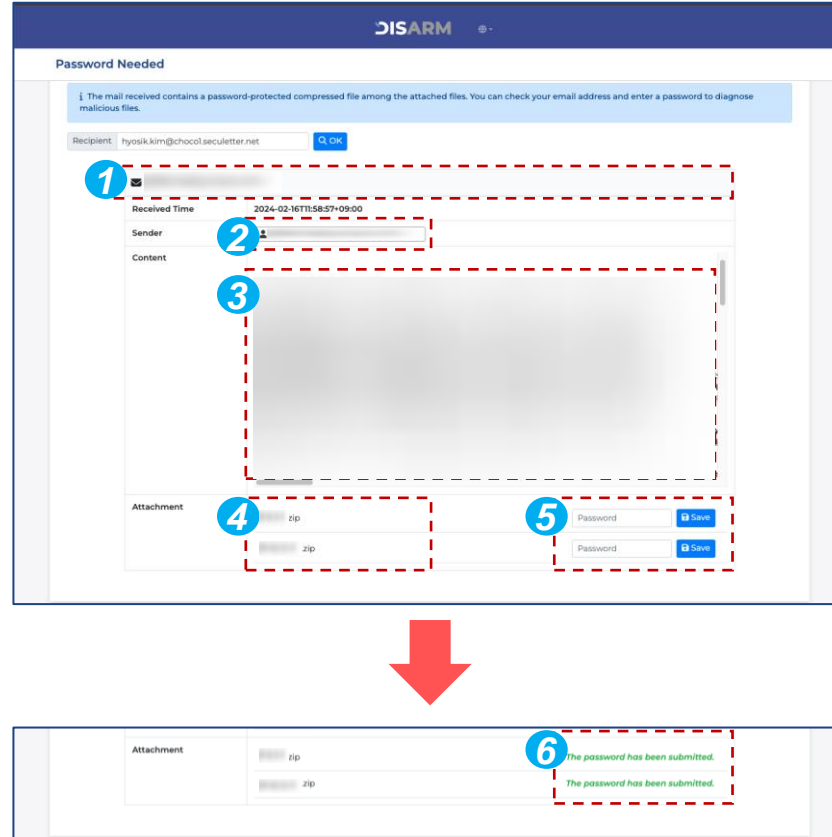 DISARM
Password Needed
i The mail received contains a password-protected compressed file among the attached files. You can check your email address and enter a password to diagnose
malicious files.
Recipient hyosik.kim@chocol.seculetter.net OK
1
Received Time 2024-02-16T11:58:57+09:00
Sender 2
Content
3
Attachment 4 zip 5 Password Save
.zip Password Save
Attachment zip 6 The password has been submitted.
zip The password has been submitted.